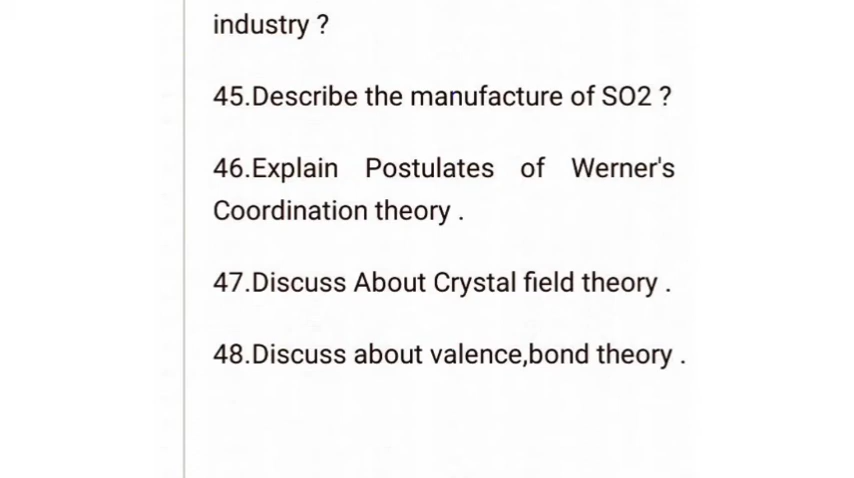 industry ?
45.Describe the manufacture of SO2 ?
46.Explain Postulates of Werner's
Coordination theory .
47.Discuss About Crystal field theory .
48.Discuss about valence,bond theory .